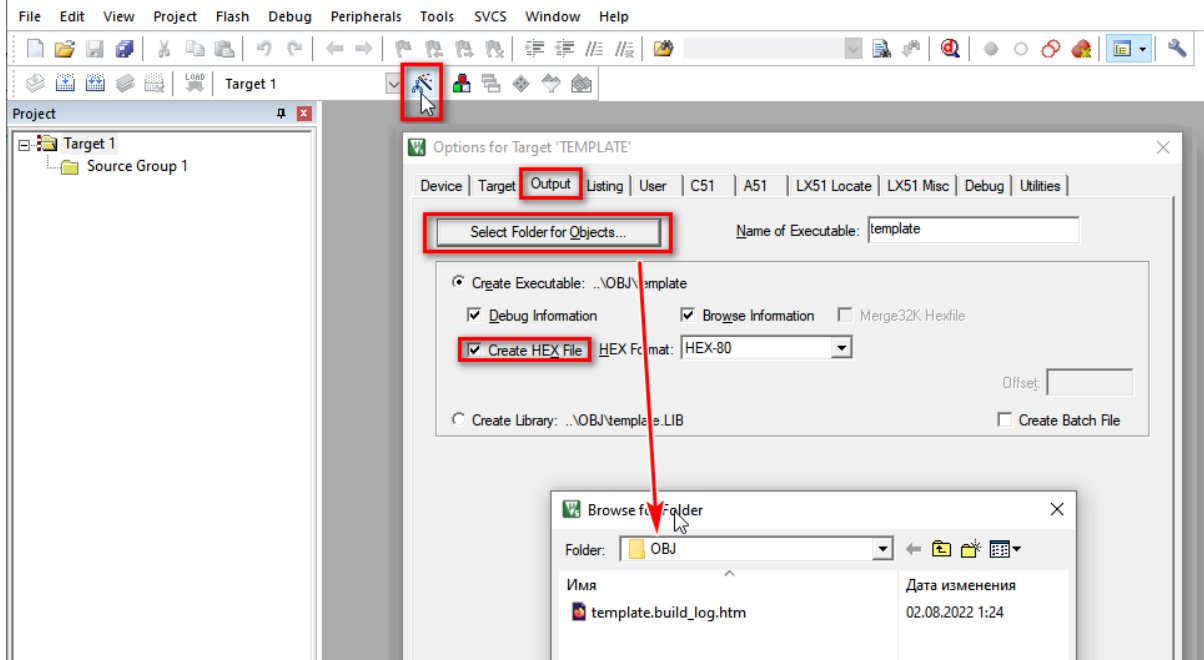 File Edit View Project Flash Debug Peripherals Tools SVCS Window Help
LOAD Target 1
Project
Target 1
Source Group 1
Options for Target 'TEMPLATE'
Device Target Output Listing User C51 A51 LX51 Locate LX51 Misc Debug Utilities
Select Folder for Objects... Name of Executable: template
Create Executable: ..\OBJ\template
Debug Information Browse Information Merge32K Hexfile
Create HEX File HEX Format: HEX-80
Offset:
Create Library: ..\OBJ\template.LIB Create Batch File
Browse for Folder
Folder: OBJ
Имя Дата изменения
template.build_log.htm 02.08.2022 1:24